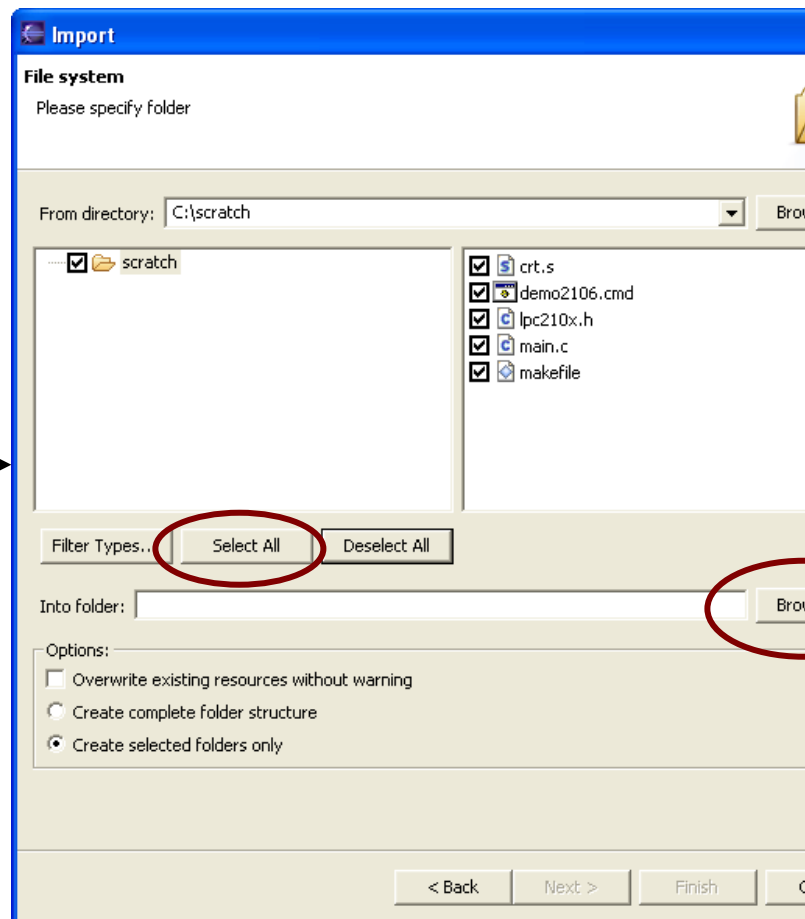 Import
File system
Please specify folder
From directory: C:\scratch
scratch
crt.s
demo2106.cmd
lpc210x.h
main.c
makefile
Filter Types... Select All Deselect All
Into folder:
Options:
Overwrite existing resources without warning
Create complete folder structure
Create selected folders only
< Back Next > Finish